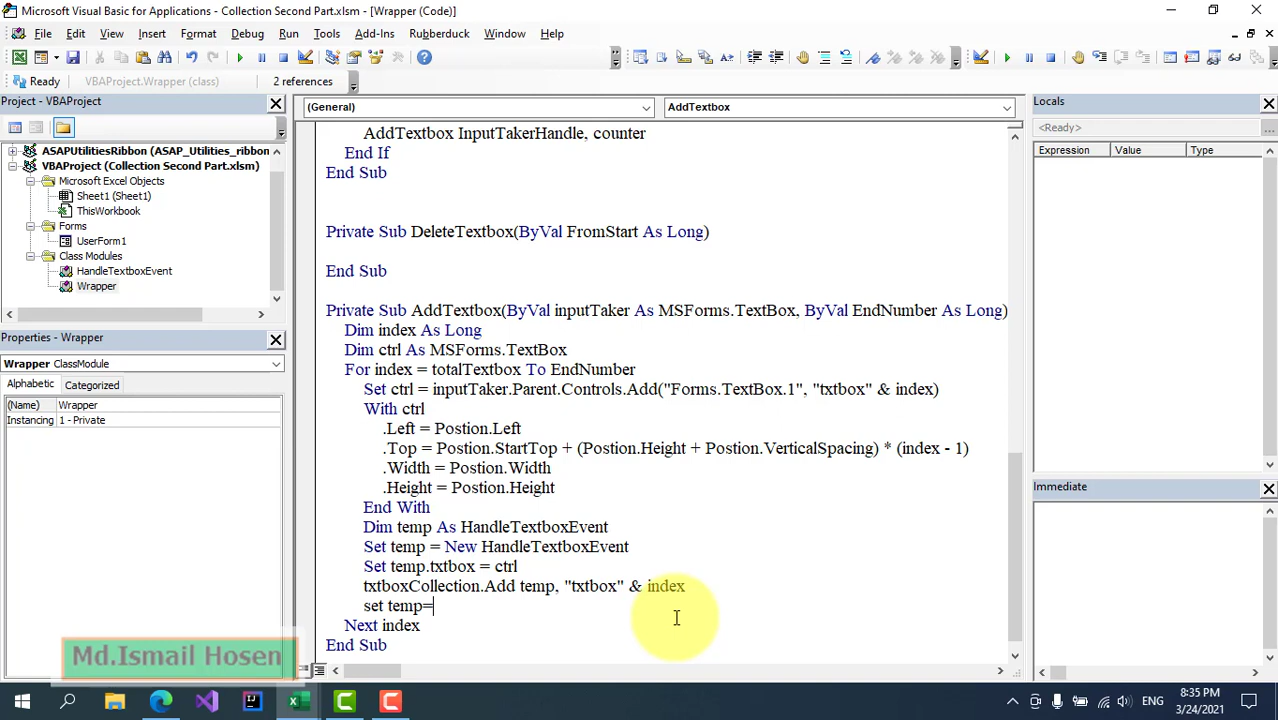 Microsoft Visual Basic for Applications - Collection Second Part.xlsm - [Wrapper (Code)]
File Edit View Insert Format Debug Run Tools Add-Ins Rubberduck Window Help
Ready VBAProject.Wrapper (class) 2 references
Project - VBAProject
ASAPUtilitiesRibbon (ASAP_Utilities_ribbon
VBAProject (Collection Second Part.xlsm)
Microsoft Excel Objects
Sheet1 (Sheet1)
ThisWorkbook
Forms
UserForm1
Class Modules
HandleTextboxEvent
Wrapper
Properties - Wrapper
Wrapper ClassModule
Alphabetic Categorized
(Name) Wrapper
Instancing 1 - Private
(General) AddTextbox
AddTextbox InputTakerHandle, counter
End If
End Sub
Private Sub DeleteTextbox(ByVal FromStart As Long)
End Sub
Private Sub AddTextbox(ByVal inputTaker As MSForms.TextBox, ByVal EndNumber As Long)
Dim index As Long
Dim ctrl As MSForms.TextBox
For index = totalTextbox To EndNumber
Set ctrl = inputTaker.Parent.Controls.Add("Forms.TextBox.1", "txtbox" & index)
With ctrl
.Left = Postion.Left
.Top = Postion.StartTop + (Postion.Height + Postion.VerticalSpacing) * (index - 1)
.Width = Postion.Width
.Height = Postion.Height
End With
Dim temp As HandleTextboxEvent
Set temp = New HandleTextboxEvent
Set temp.txtbox = ctrl
txtboxCollection.Add temp, "txtbox" & index
set temp=
Next index
End Sub
Locals
<Ready>
Expression Value Type
Immediate
Md.Ismail Hosen
ENG
8:35 PM
3/24/2021